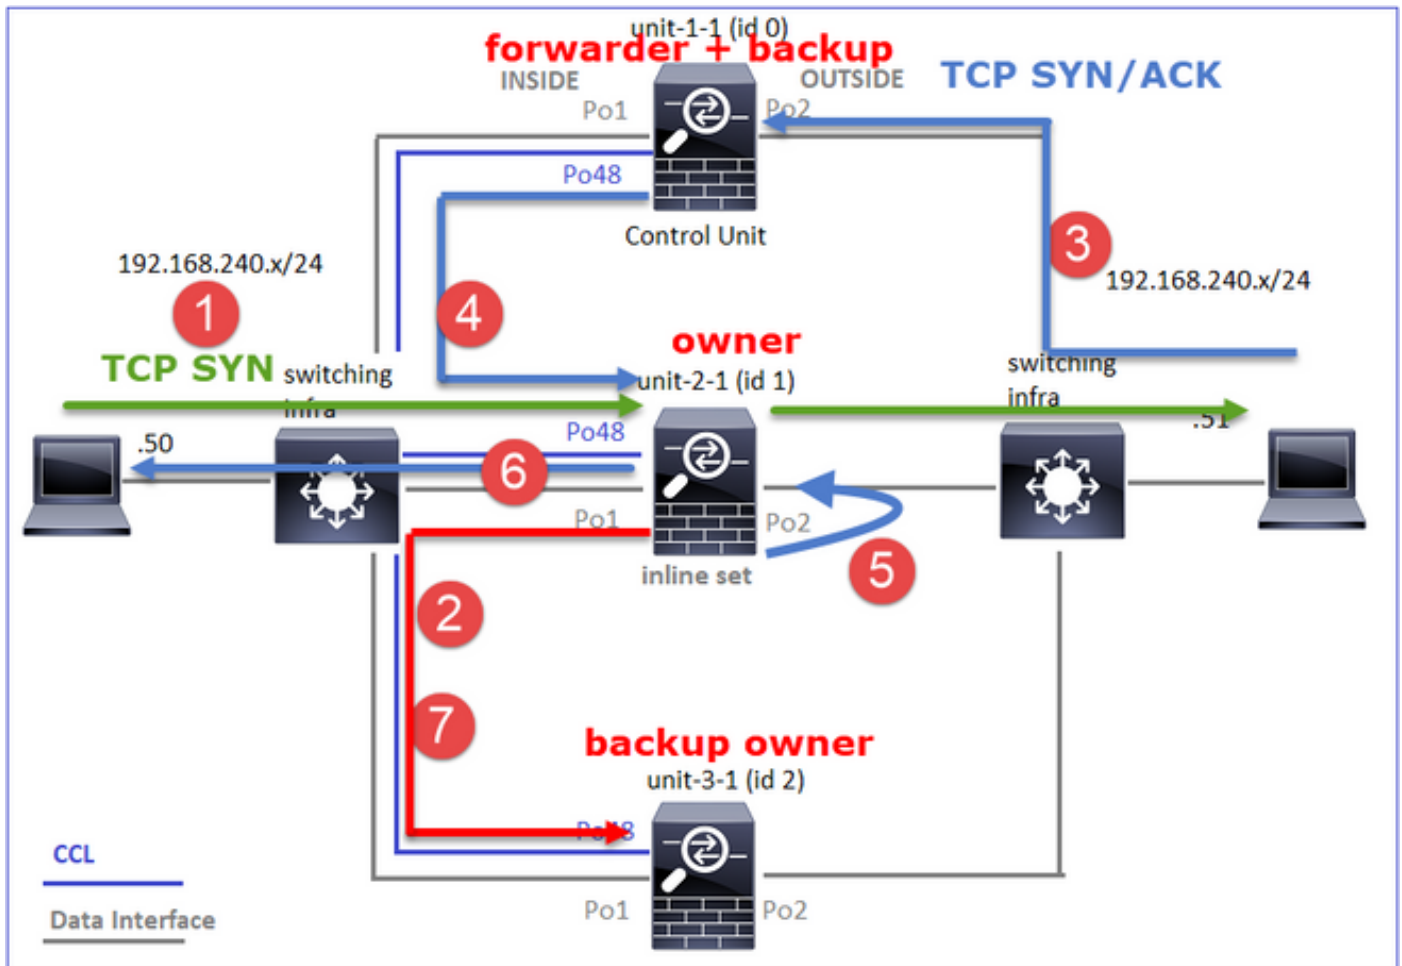 unit-1-1 (id 0)
forwarder + backup
INSIDE
OUTSIDE
TCP SYN/ACK
Po1
Po2
Po48
Control Unit
3
192.168.240.x/24
192.168.240.x/24
1
4
owner
TCP SYN
switching
infra
unit-2-1 (id 1)
switching
infra
.50
Po48
.51
6
Po1
Po2
inline set
5
2
7
backup owner
unit-3-1 (id 2)
Po48
CCL
Data Interface
Po1
Po2